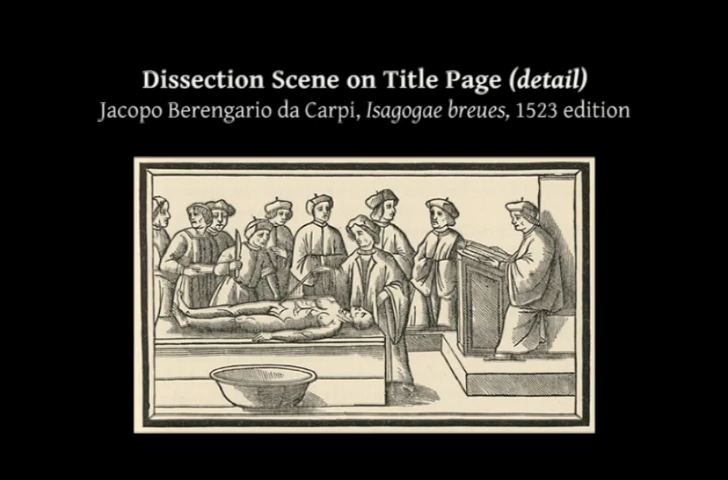 Dissection Scene on Title Page (detail)
Jacopo Berengario da Carpi, Isagogae breues, 1523 edition